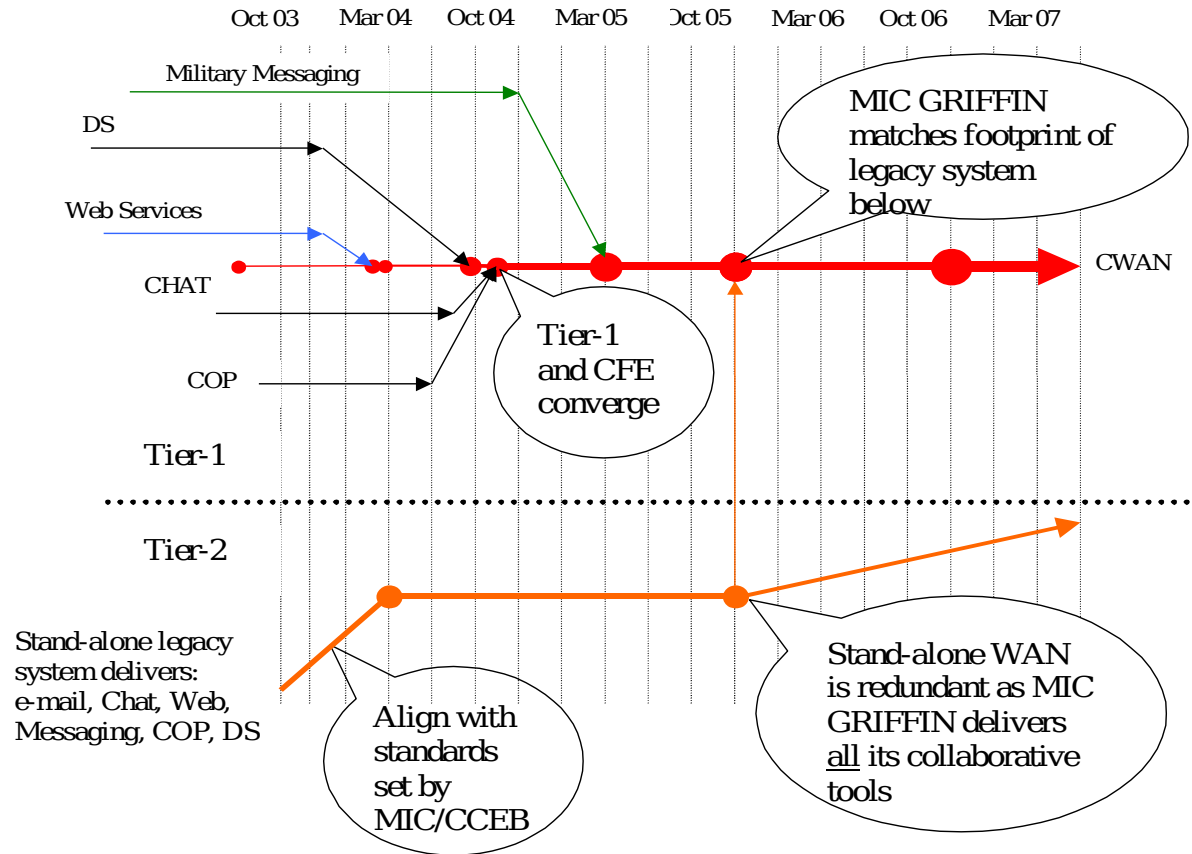 Oct 03 Mar 04 Oct 04 Mar 05 Oct 05 Mar 06 Oct 06 Mar 07
Military Messaging
DS
Web Services
CHAT
COP
CWAN
MIC GRIFFIN
matches footprint of
legacy system
below
Tier-1
and CFE
converge
Tier-1
Tier-2
Stand-alone legacy
system delivers:
e-mail, Chat, Web,
Messaging, COP, DS
Align with
standards
set by
MIC/CCEB
Stand-alone WAN
is redundant as MIC
GRIFFIN delivers
all its collaborative
tools